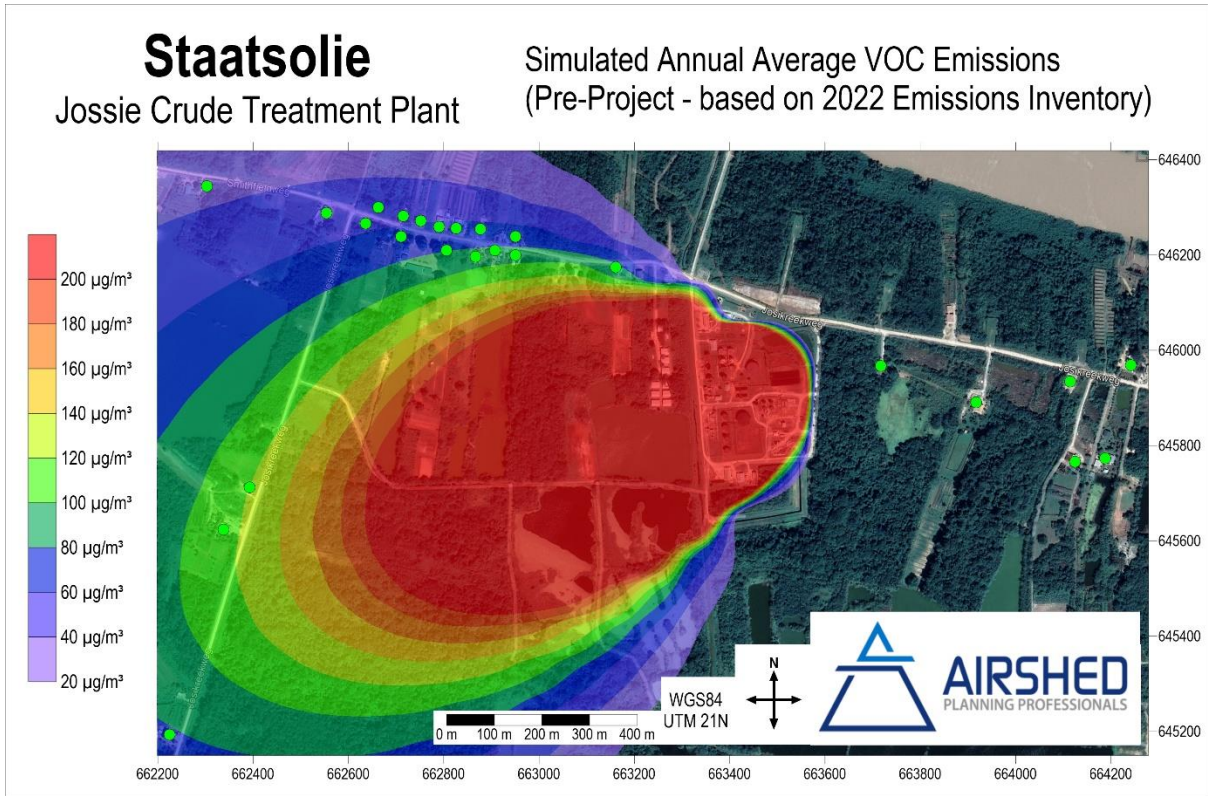 Staatsolie
Jossie Crude Treatment Plant
Simulated Annual Average VOC Emissions
(Pre-Project - based on 2022 Emissions Inventory)
200 µg/m³
180 µg/m³
160 µg/m³
140 µg/m³
120 µg/m³
100 µg/m³
80 µg/m³
60 µg/m³
40 µg/m³
20 µg/m³
Josikreekweg
Josikreekweg
Josikreekweg
646400
646200
646000
645800
645600
645400
645200
N
WGS84
UTM 21N
0 m 100 m 200 m 300 m 400 m
AIRSHED
PLANNING PROFESSIONALS
662200 662400 662600 662800 663000 663200 663400 663600 663800 664000 664200